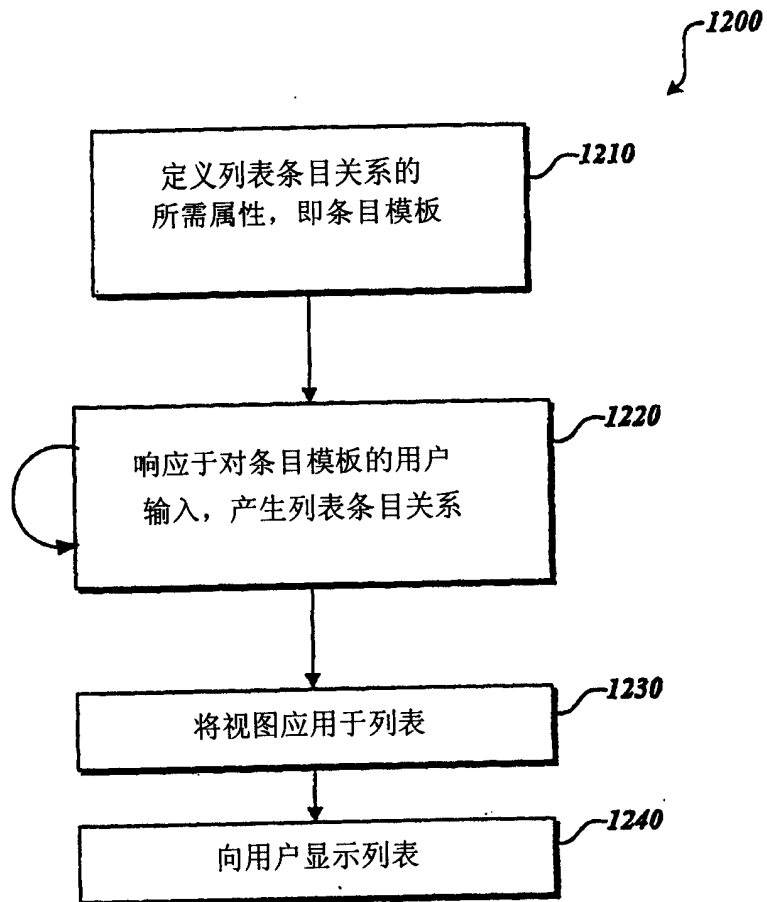 1200
1210
定义列表条目关系的
所需属性，即条目模板
1220
响应于对条目模板的用户
输入，产生列表条目关系
1230
将视图应用于列表
1240
向用户显示列表